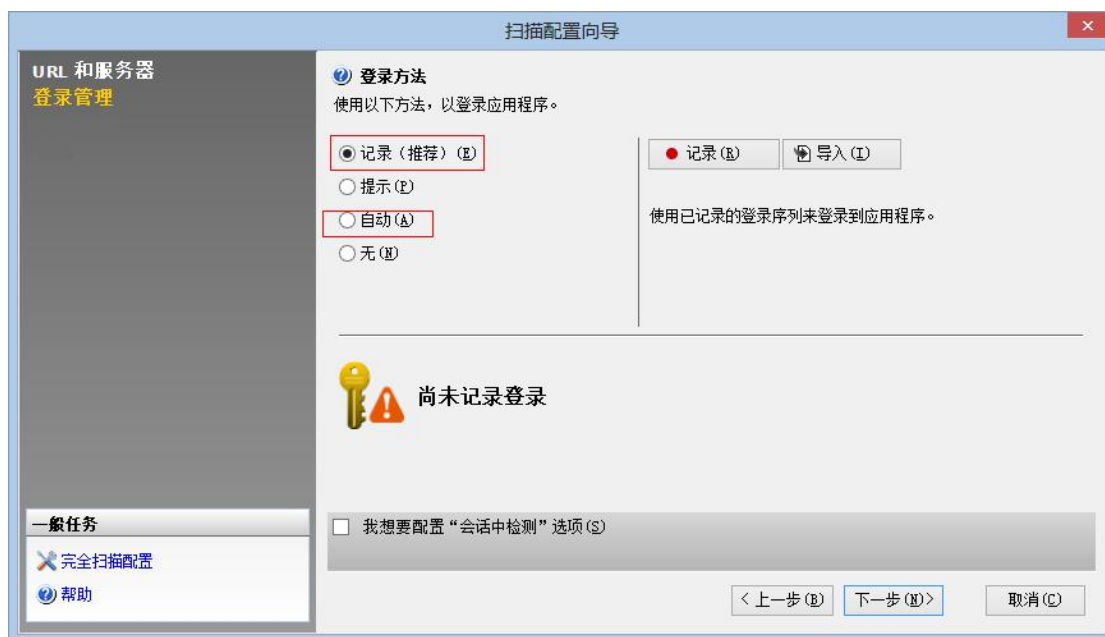 扫描配置向导
URL 和服务器
登录管理
登录方法
使用以下方法，以登录应用程序。
记录（推荐）(E)
提示(P)
自动(A)
无(N)
记录(R)
导入(I)
使用已记录的登录序列来登录到应用程序。
尚未记录登录
一般任务
完全扫描配置
帮助
我想要配置“会话中检测”选项(S)
<上一步(B)
下一步(N)>
取消(C)